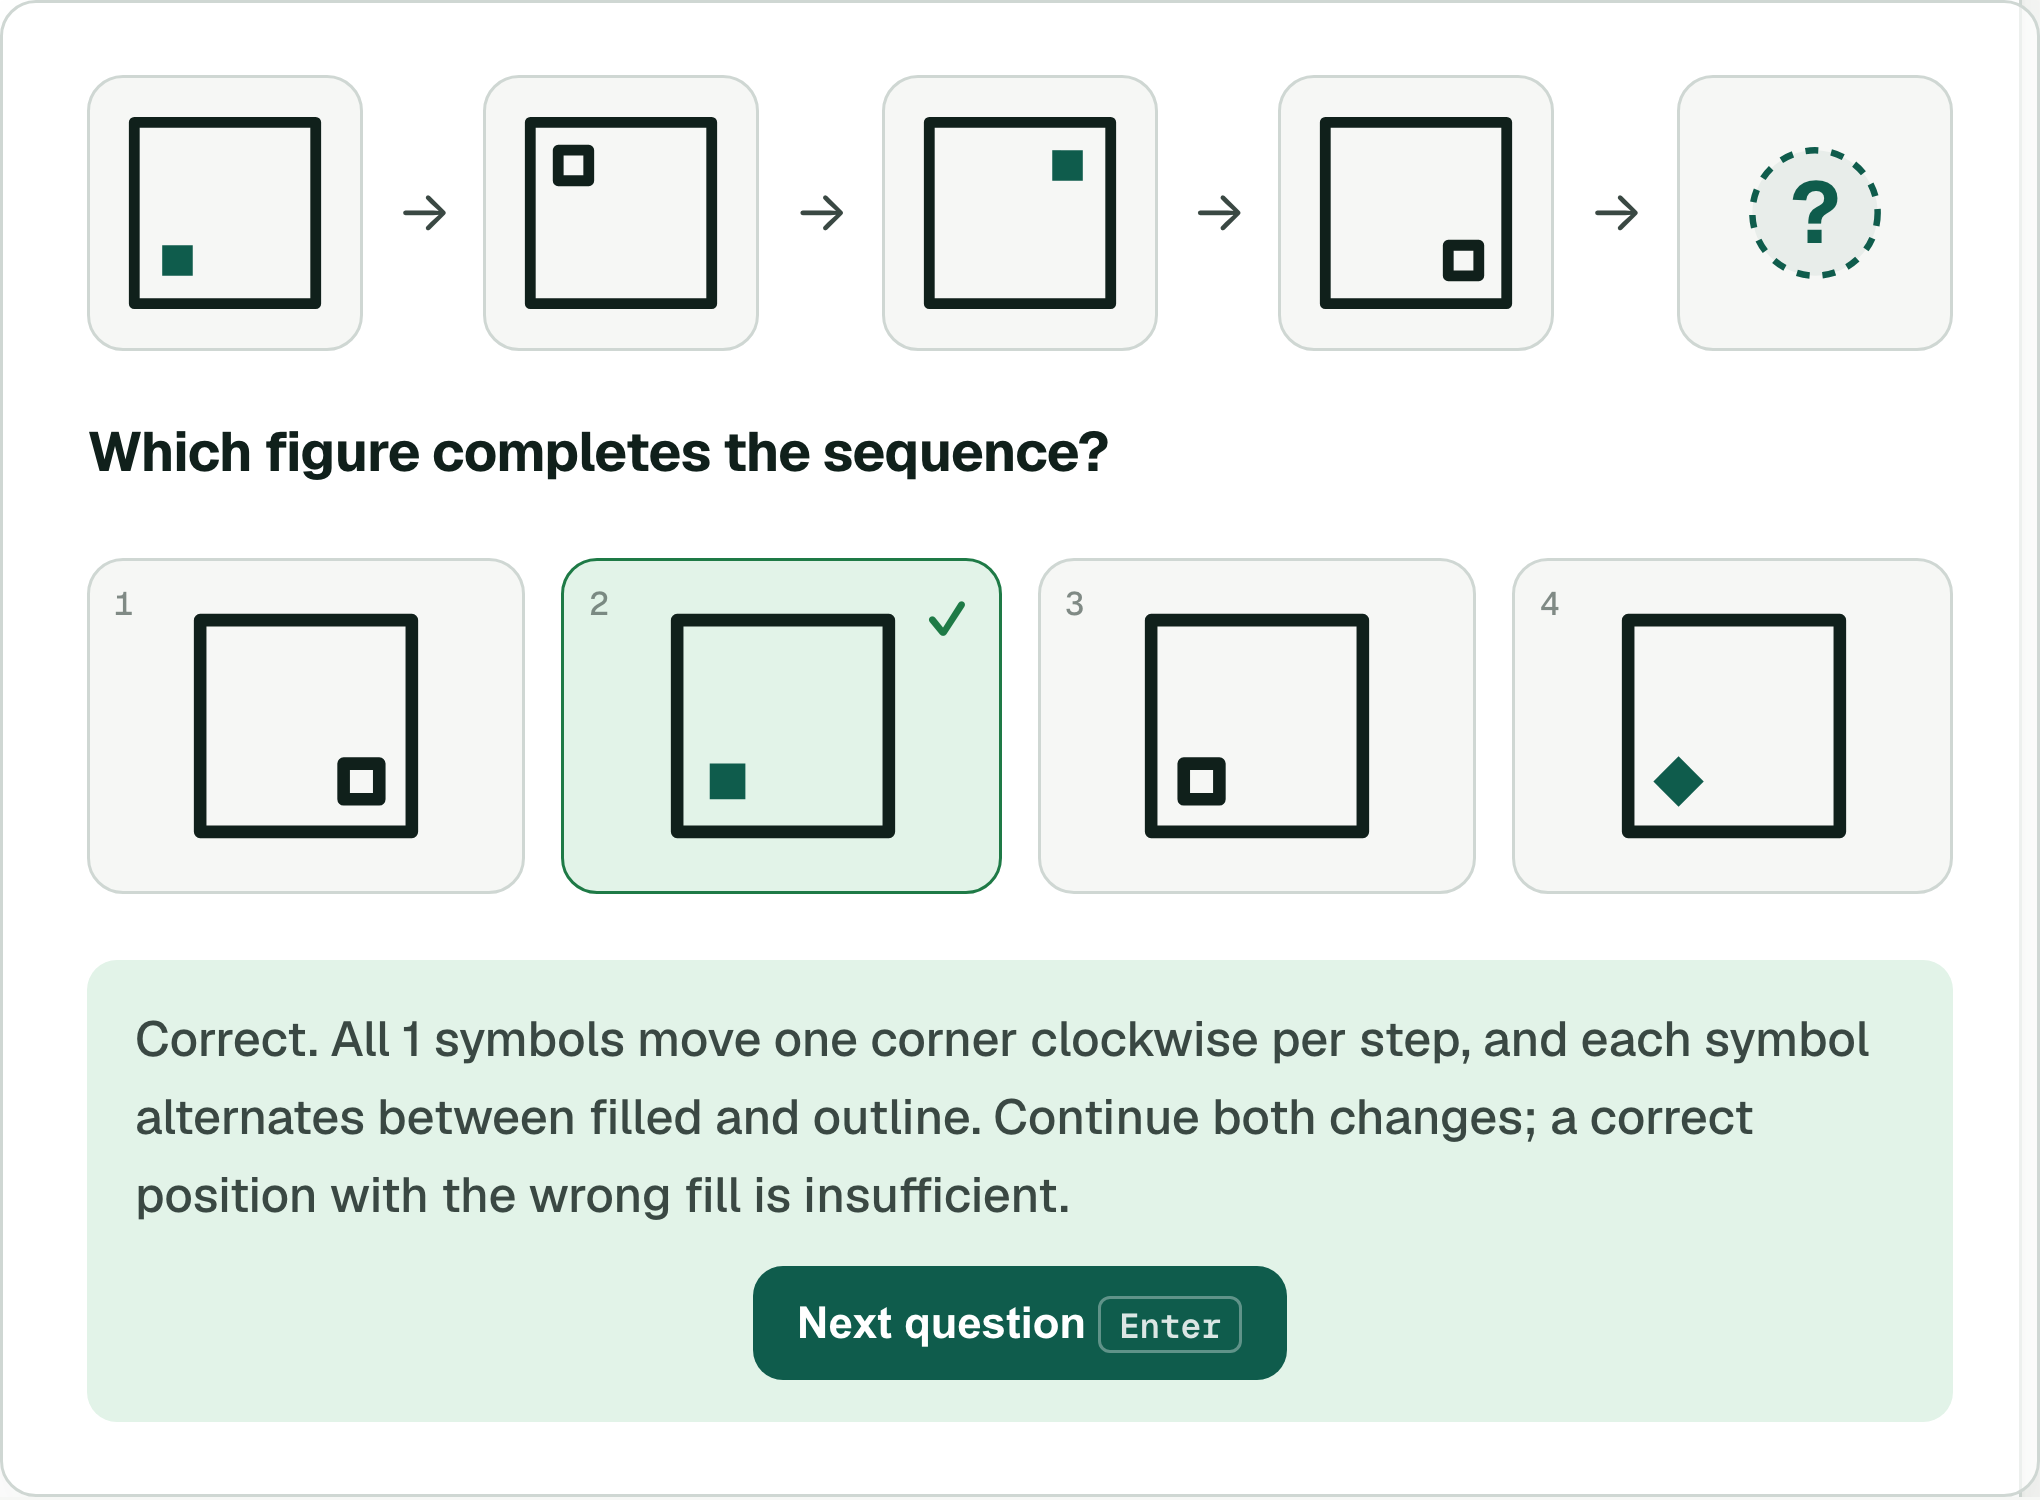 ?
Which figure completes the sequence?
1
2
3
4
Correct. All 1 symbols move one corner clockwise per step, and each symbol
alternates between filled and outline. Continue both changes; a correct
position with the wrong fill is insufficient.
Next question Enter